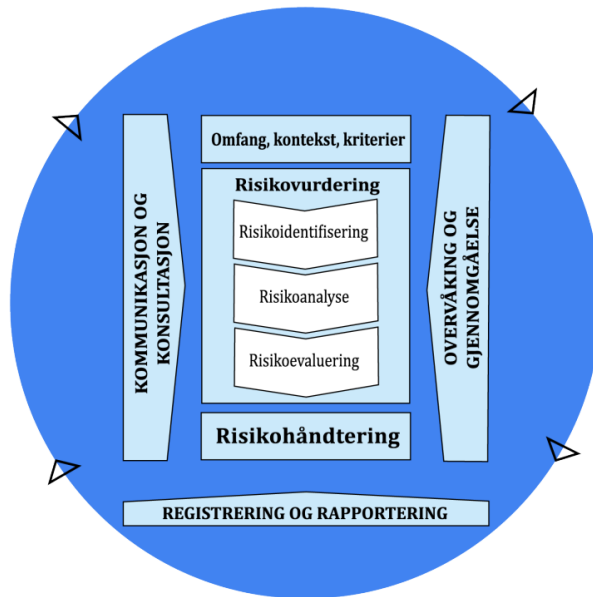 Omfang, kontekst, kriterier
Risikovurdering
Risikoidentifisering
Risikoanalyse
Risikoevaluering
Risikohåndtering
KOMMUNIKASJON OG
KONSULTASJON
OVERVÅKING OG
GJENNOMGÅELSE
REGISTRERING OG RAPPORTERING